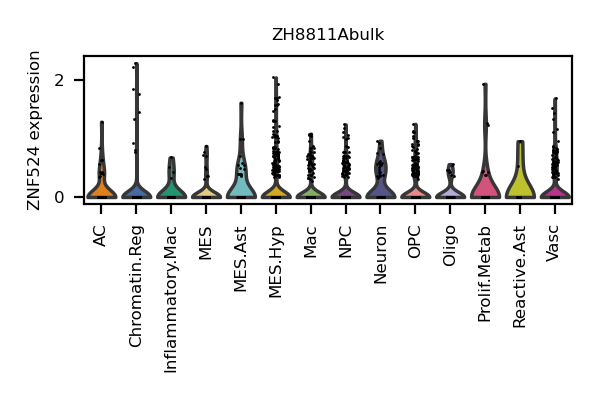 ZH8811Abulk
ZNF524 expression
2
0
AC
Chromatin.Reg
Inflammatory.Mac
MES
MES.Ast
MES.Hyp
Mac
NPC
Neuron
OPC
Oligo
Prolif.Metab
Reactive.Ast
Vasc